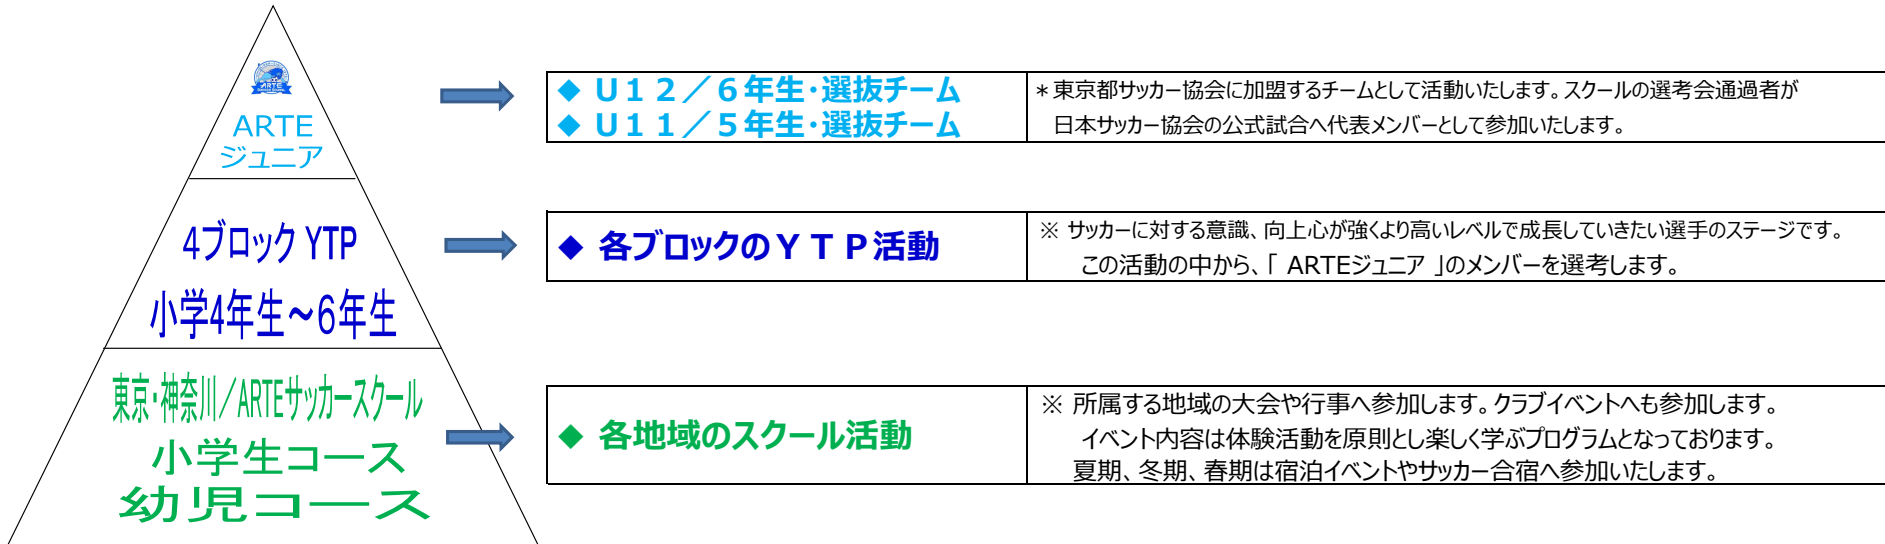 ARTE
ARTE
ジュニア
◆ U12／6年生・選抜チーム
◆ U11／5年生・選抜チーム
＊東京都サッカー協会に加盟するチームとして活動いたします。スクールの選考会通過者が
日本サッカー協会の公式試合へ代表メンバーとして参加いたします。
4ブロック YTP
小学4年生～6年生
◆ 各ブロックのＹＴＰ活動
※ サッカーに対する意識、向上心が強くより高いレベルで成長していきたい選手のステージです。
この活動の中から、「 ARTEジュニア 」のメンバーを選考します。
東京・神奈川／ARTEサッカースクール
小学生コース
幼児コース
◆ 各地域のスクール活動
※ 所属する地域の大会や行事へ参加します。クラブイベントへも参加します。
イベント内容は体験活動を原則とし楽しく学ぶプログラムとなっております。
夏期、冬期、春期は宿泊イベントやサッカー合宿へ参加いたします。